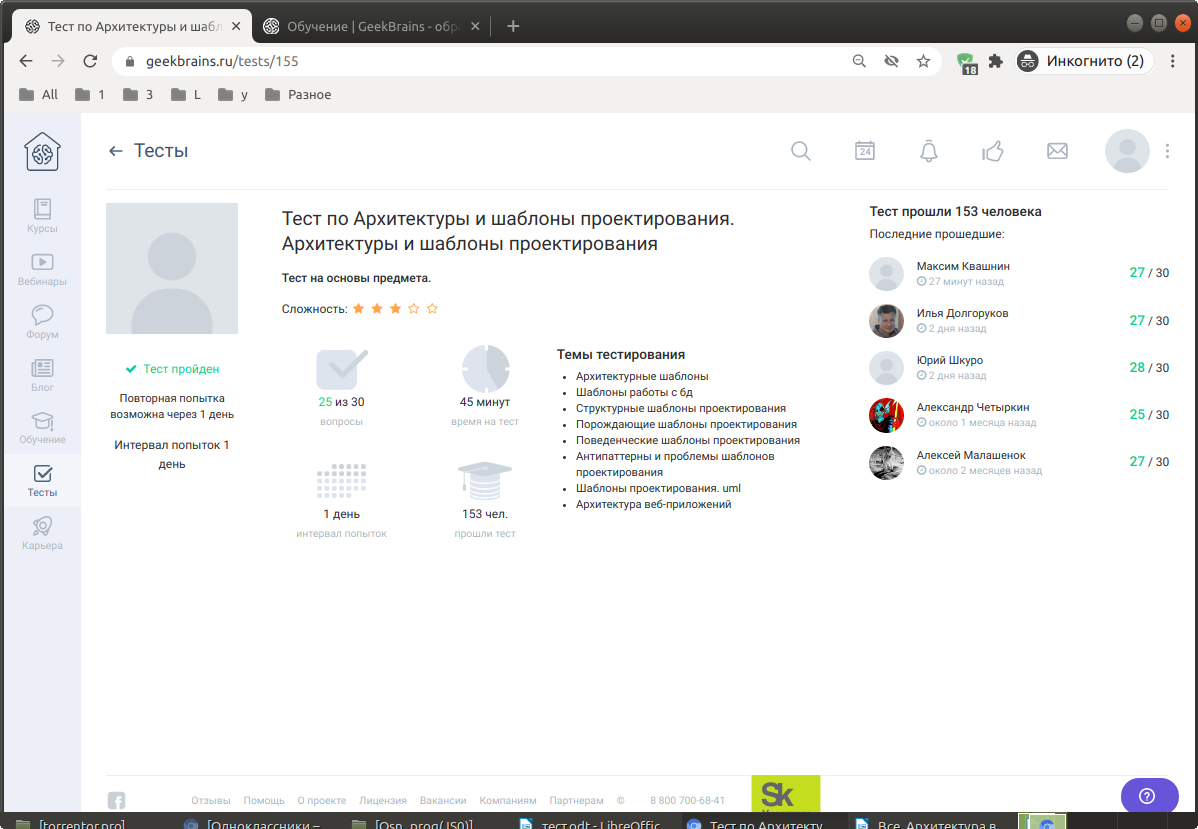 Тест по Архитектуры и шабл
Обучение | GeekBrains - обра
geekbrains.ru/tests/155
18
Инкогнито (2)
All
1
3
L
y
Разное
Тесты
24
Курсы
Вебинары
Форум
Блог
Обучение
Тесты
Карьера
Тест пройден
Повторная попытка
возможна через 1 день
Интервал попыток 1
день
Тест по Архитектуры и шаблоны проектирования.
Архитектуры и шаблоны проектирования
Тест на основы предмета.
Сложность:
25 из 30
вопросы
45 минут
время на тест
1 день
интервал попыток
153 чел.
прошли тест
Темы тестирования
Архитектурные шаблоны
Шаблоны работы с бд
Структурные шаблоны проектирования
Порождающие шаблоны проектирования
Поведенческие шаблоны проектирования
Антипаттерны и проблемы шаблонов
проектирования
Шаблоны проектирования. uml
Архитектура веб-приложений
Тест прошли 153 человека
Последние прошедшие:
Максим Квашнин
27 минут назад
27 / 30
Илья Долгоруков
2 дня назад
27 / 30
Юрий Шкуро
2 дня назад
28 / 30
Александр Четыркин
около 1 месяца назад
25 / 30
Алексей Малашенок
около 2 месяцев назад
27 / 30
Отзывы
Помощь
О проекте
Лицензия
Вакансии
Компаниям
Партнерам
©
8 800 700-68-41
Sk
[torrentor.pro]
[Одноклассники –
[Osn_prog(JS0)]
тест.odt - LibreOffic
Тест по Архитекту
Все. Архитектура в